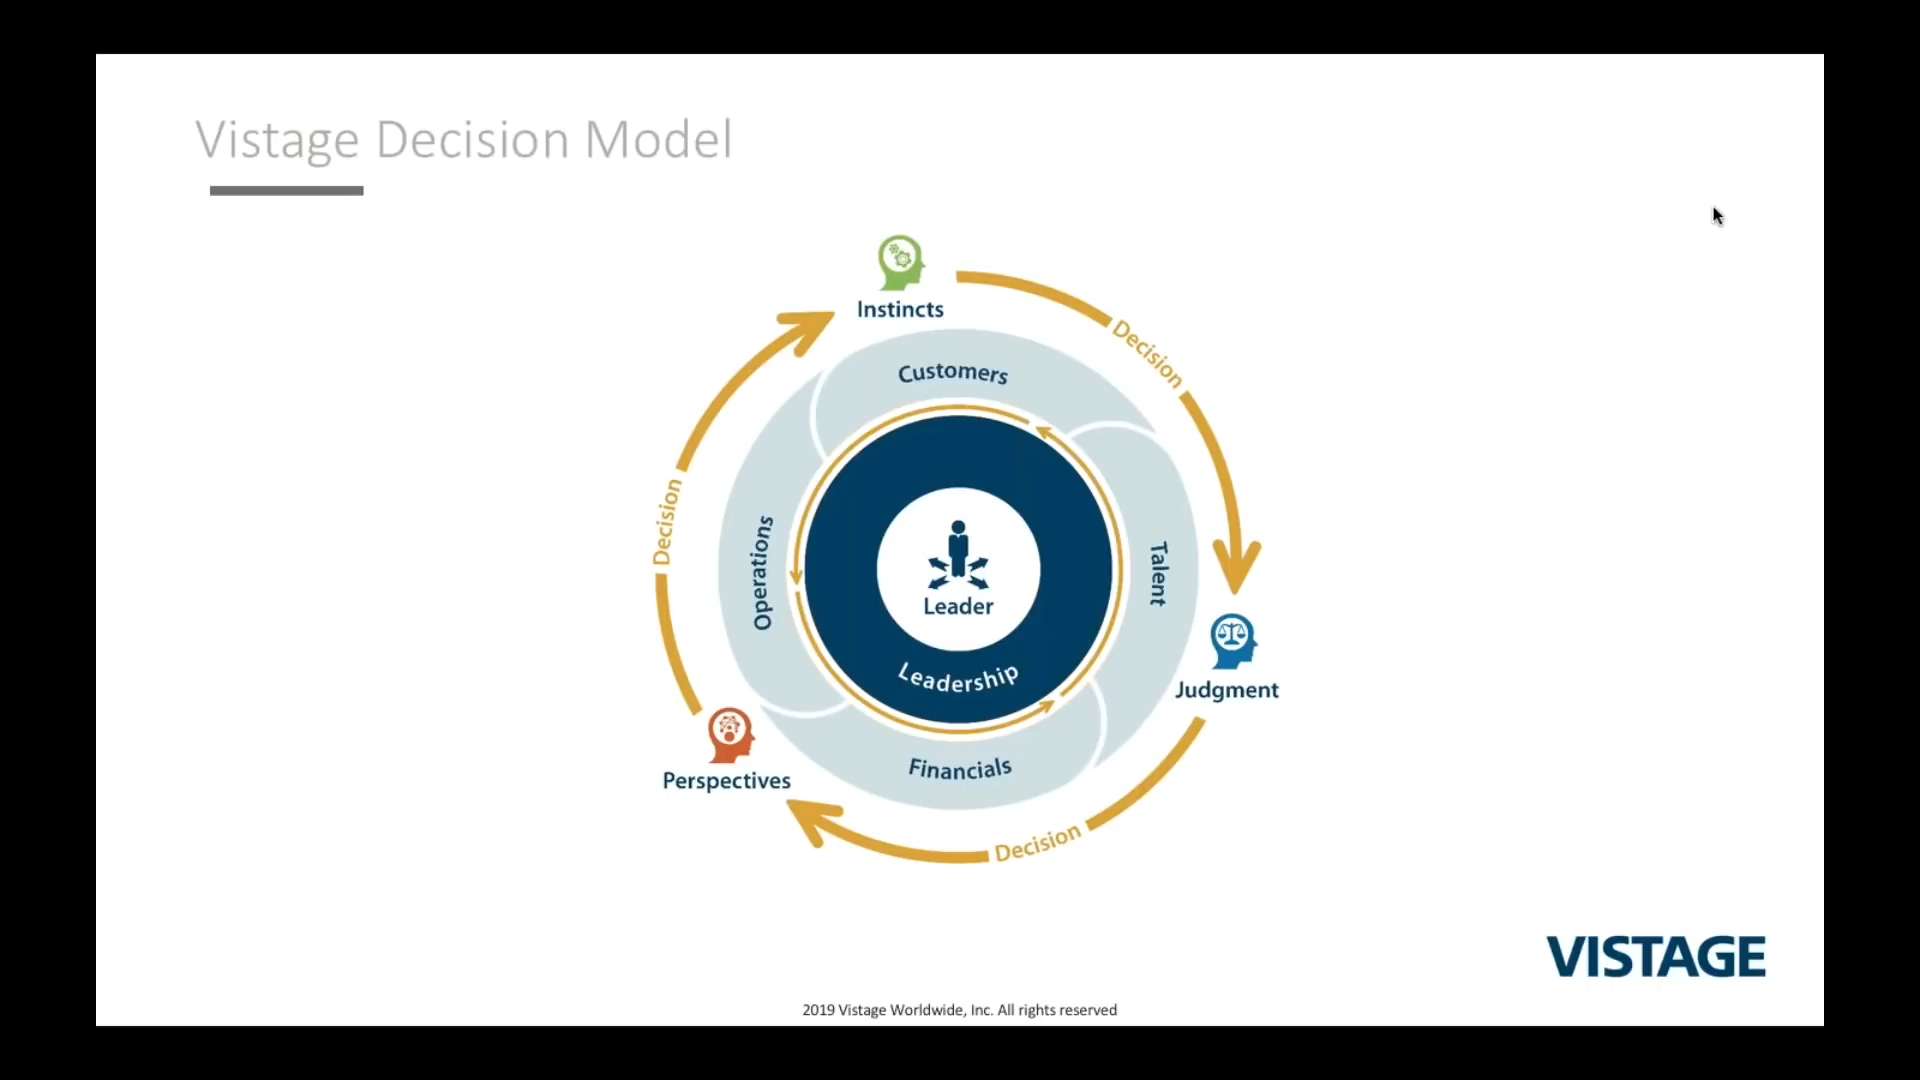 Vistage Decision Model
Instincts
Decision
Customers
Decision
Operations
Talent
Leader
Leadership
Judgment
Financials
Perspectives
Decision
VISTAGE
2019 Vistage Worldwide, Inc. All rights reserved